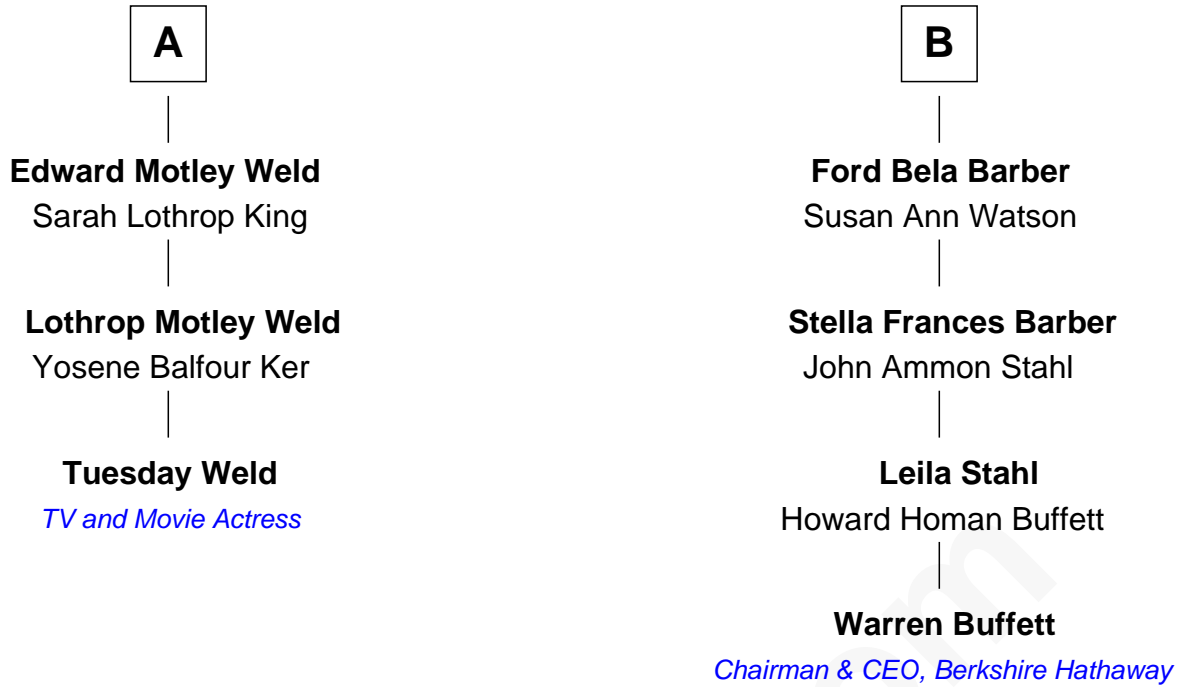 A
Edward Motley Weld
Sarah Lothrop King
Lothrop Motley Weld
Yosene Balfour Ker
Tuesday Weld
TV and Movie Actress
B
Ford Bela Barber
Susan Ann Watson
Stella Frances Barber
John Ammon Stahl
Leila Stahl
Howard Homan Buffett
Warren Buffett
Chairman & CEO, Berkshire Hathaway